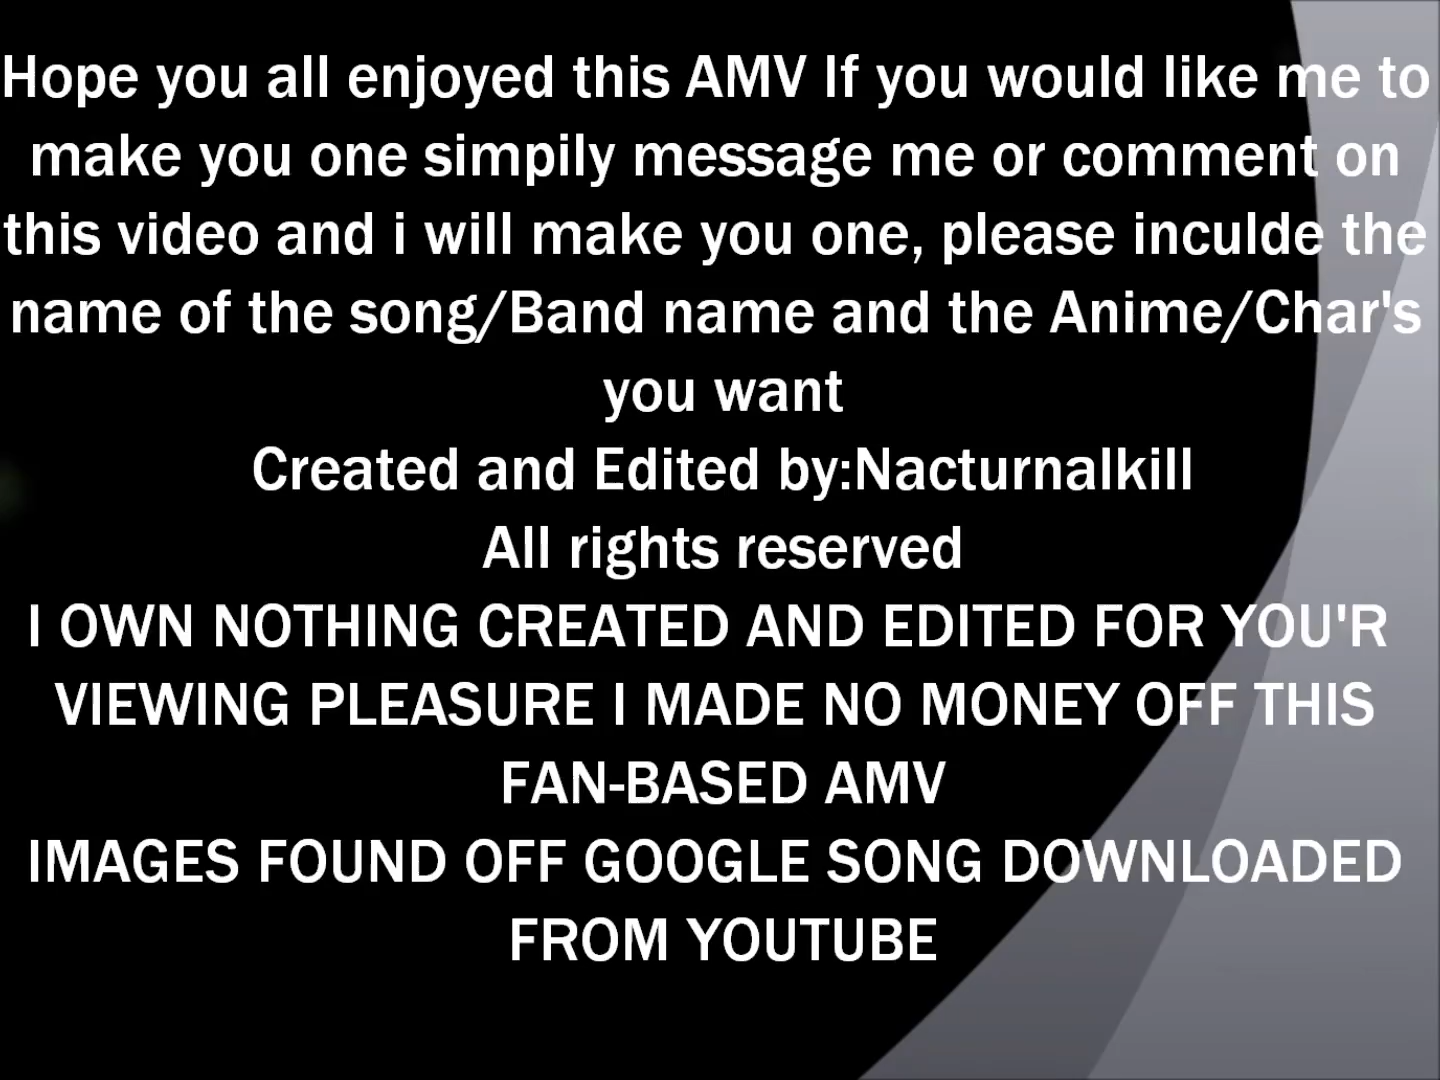 Hope you all enjoyed this AMV If you would like me to
make you one simpily message me or comment on
this video and i will make you one, please inculde the
name of the song/Band name and the Anime/Char's
you want
Created and Edited by:Nacturnalkill
All rights reserved
I OWN NOTHING CREATED AND EDITED FOR YOU'R
VIEWING PLEASURE I MADE NO MONEY OFF THIS
FAN-BASED AMV
IMAGES FOUND OFF GOOGLE SONG DOWNLOADED
FROM YOUTUBE